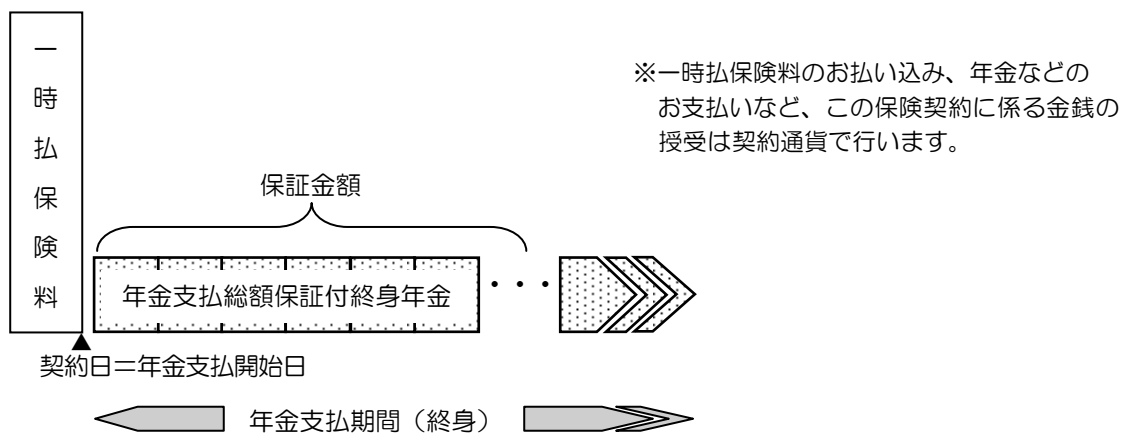 一時払保険料
※一時払保険料のお払い込み、年金などの
お支払いなど、この保険契約に係る金銭の
授受は契約通貨で行います。
保証金額
年金支払総額保証付終身年金
・・・
契約日＝年金支払開始日
年金支払期間（終身）